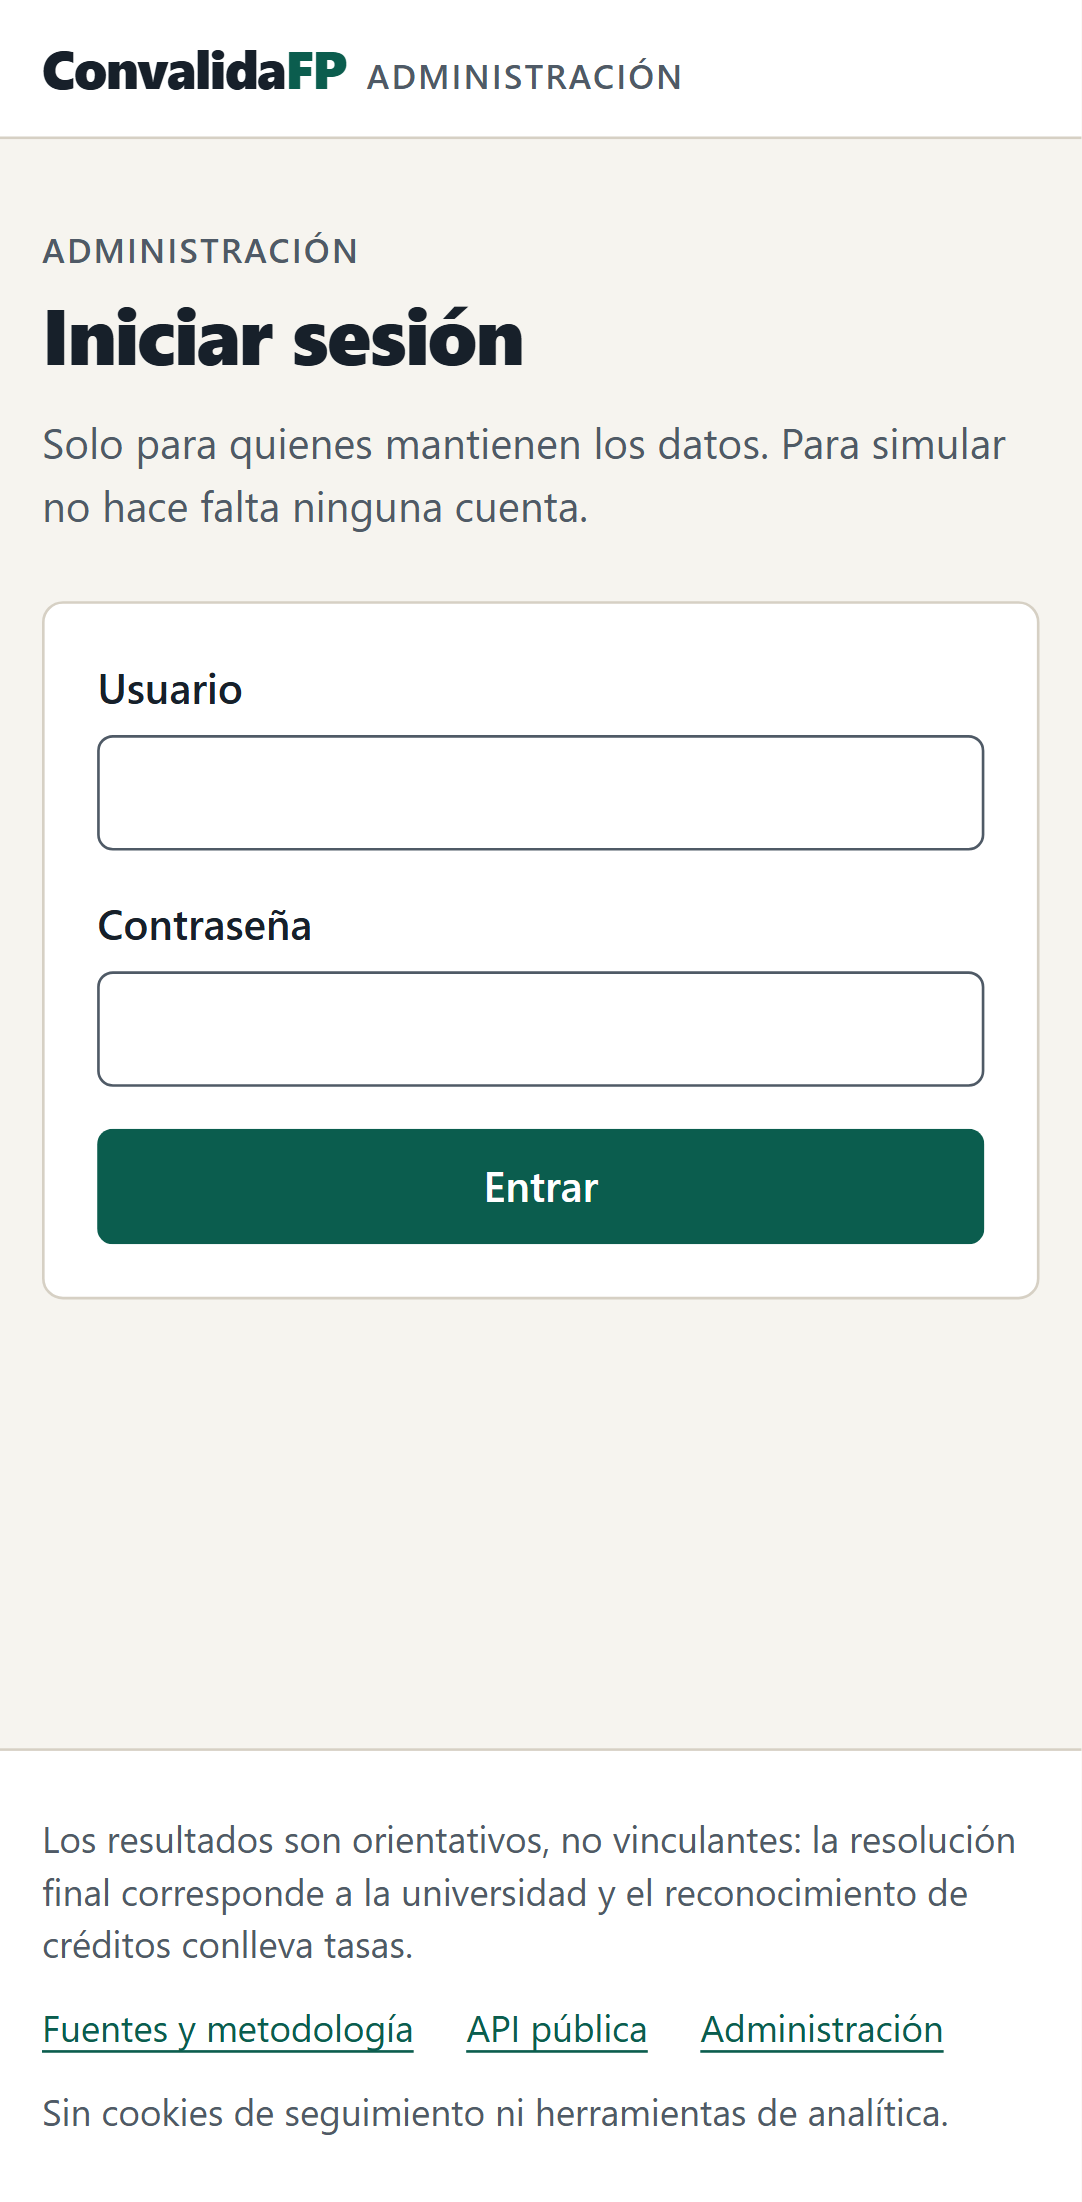 ConvalidaFP ADMINISTRACIÓN
ADMINISTRACIÓN
Iniciar sesión
Solo para quienes mantienen los datos. Para simular
no hace falta ninguna cuenta.
Usuario
Contraseña
Entrar
Los resultados son orientativos, no vinculantes: la resolución
final corresponde a la universidad y el reconocimiento de
créditos conlleva tasas.
Fuentes y metodología API pública Administración
Sin cookies de seguimiento ni herramientas de analítica.